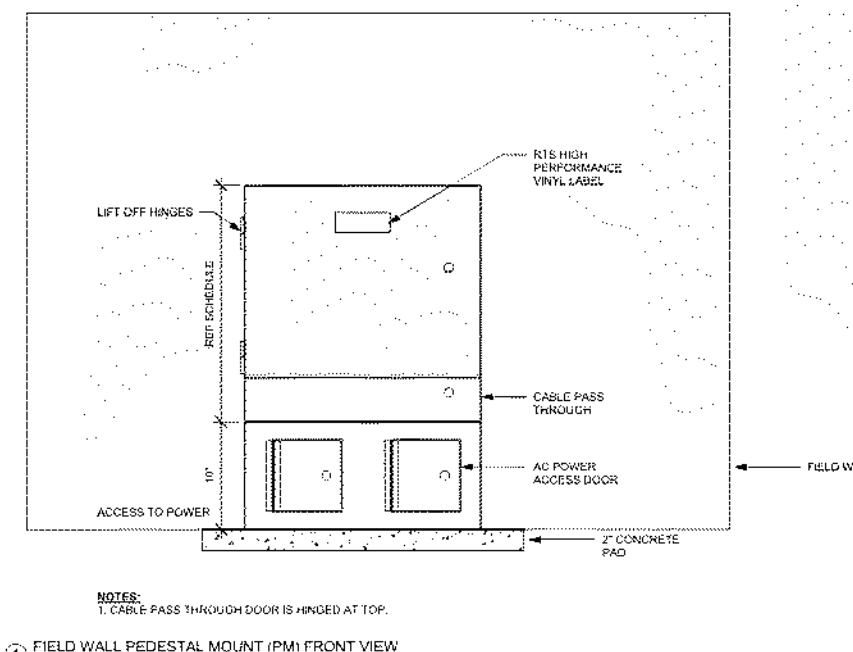 RTS HIGH
PERFORMANCE
VINYL LABEL
LIFT OFF HINGES
REF SCHEDULE
CABLE PASS
THROUGH
10"
AC POWER
ACCESS DOOR
FIELD W
ACCESS TO POWER
2" CONCRETE
PAD
NOTES:
1. CABLE PASS THROUGH DOOR IS HINGED AT TOP.
FIELD WALL PEDESTAL MOUNT (PM) FRONT VIEW